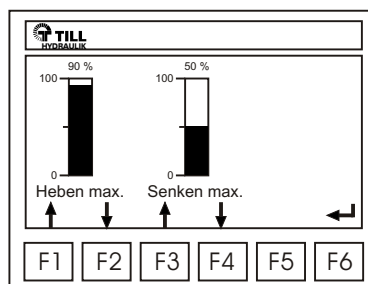 TILL
HYDRAULIK
90 % 50 %
100 100
0 0
Heben max. Senken max.
F1 F2 F3 F4 F5 F6